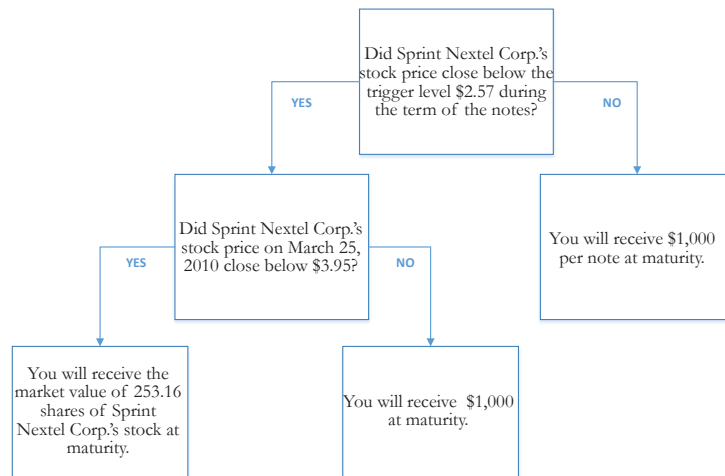 Did Sprint Nextel Corp.'s
stock price close below the
trigger level $2.57 during
the term of the notes?
YES
NO
Did Sprint Nextel Corp.'s
stock price on March 25,
2010 close below $3.95?
You will receive $1,000
per note at maturity.
YES
NO
You will receive the
market value of 253.16
shares of Sprint
Nextel Corp.'s stock at
maturity.
You will receive $1,000
at maturity.